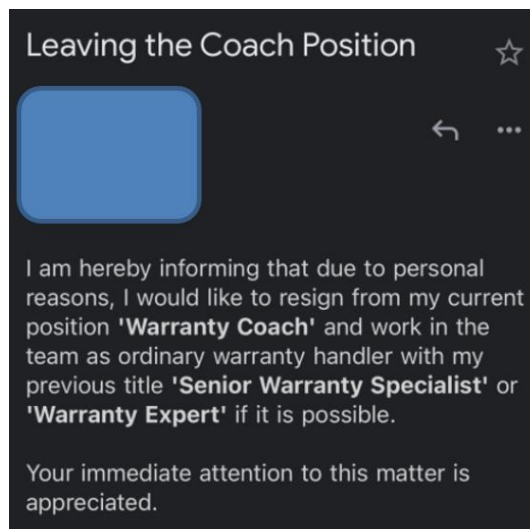 Leaving the Coach Position
I am hereby informing that due to personal
reasons, I would like to resign from my current
position 'Warranty Coach' and work in the
team as ordinary warranty handler with my
previous title 'Senior Warranty Specialist' or
'Warranty Expert' if it is possible.
Your immediate attention to this matter is
appreciated.